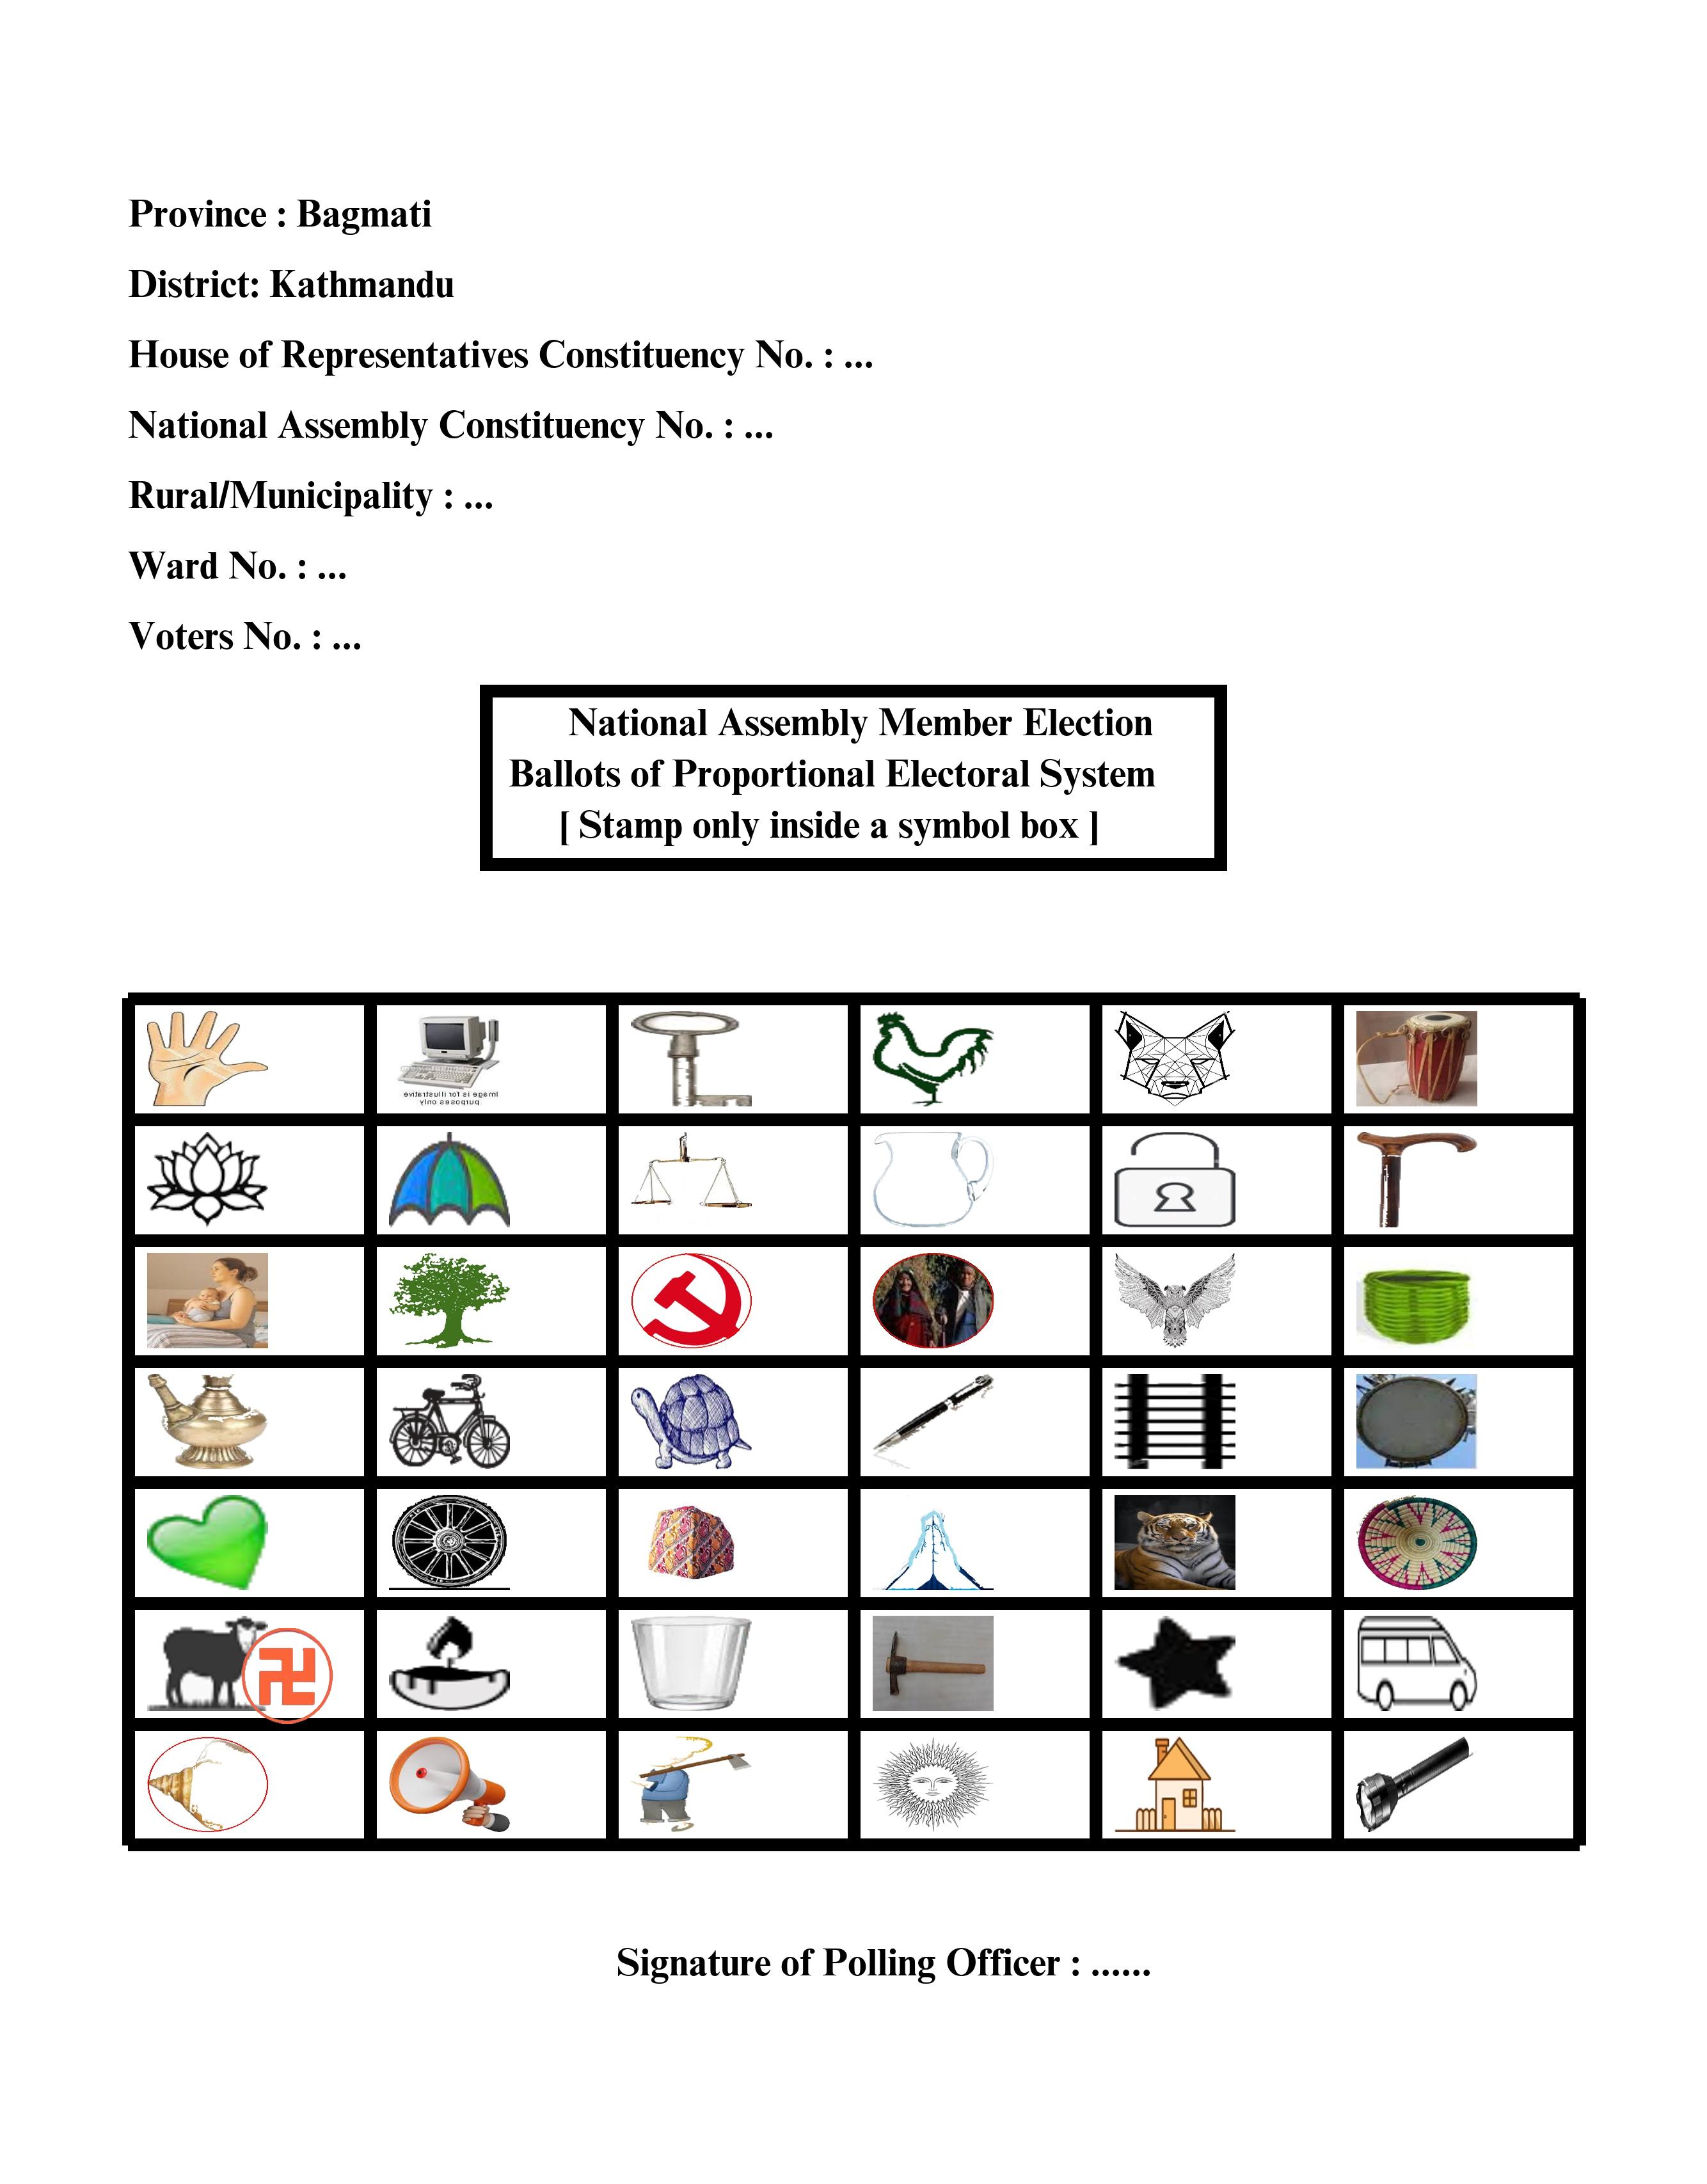 Province : Bagmati
District: Kathmandu
House of Representatives Constituency No. : ...
National Assembly Constituency No. : ...
Rural/Municipality : ...
Ward No. : ...
Voters No. : ...
National Assembly Member Election
Ballots of Proportional Electoral System
[ Stamp only inside a symbol box ]
Image is for illustrative
purposes only
Signature of Polling Officer : ......